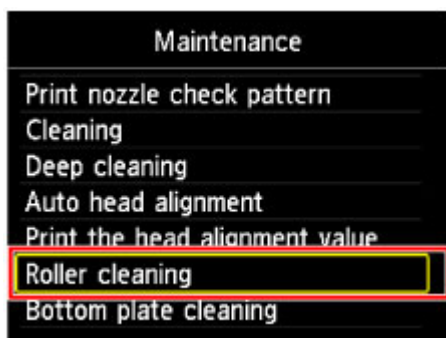 Maintenance
Print nozzle check pattern
Cleaning
Deep cleaning
Auto head alignment
Print the head alignment value
Roller cleaning
Bottom plate cleaning